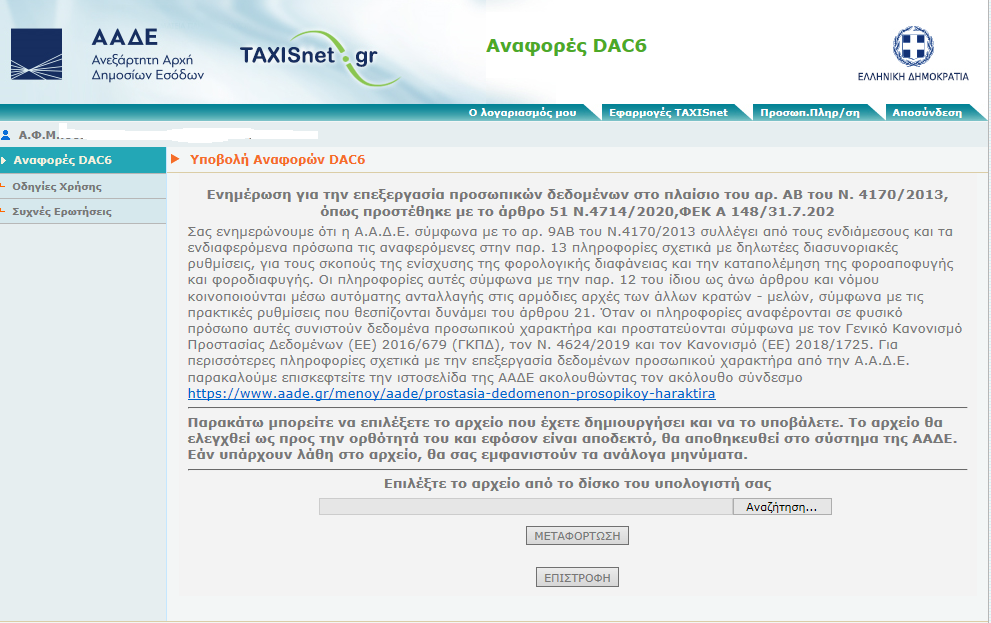 ΑΑΔΕ
Ανεξάρτητη Αρχή
Δημοσίων Εσόδων
TAXISnet.gr
Αναφορές DAC6
ΕΛΛΗΝΙΚΗ ΔΗΜΟΚΡΑΤΙΑ
Ο λογαριασμός μου Εφαρμογές TAXISnet Προσωπ.Πληρ/ση Αποσύνδεση
Α.Φ.Μ.
Αναφορές DAC6
Οδηγίες Χρήσης
Συχνές Ερωτήσεις
Υποβολή Αναφορών DAC6
Ενημέρωση για την επεξεργασία προσωπικών δεδομένων στο πλαίσιο του αρ. ΑΒ του Ν. 4170/2013,
όπως προστέθηκε με το άρθρο 51 Ν.4714/2020,ΦΕΚ Α 148/31.7.202
Σας ενημερώνουμε ότι η Α.Α.Δ.Ε. σύμφωνα με το αρ. 9ΑΒ του Ν.4170/2013 συλλέγει από τους ενδιάμεσους και τα
ενδιαφερόμενα πρόσωπα τις αναφερόμενες στην παρ. 13 πληροφορίες σχετικά με δηλωτέες διασυνοριακές
ρυθμίσεις, για τους σκοπούς της ενίσχυσης της φορολογικής διαφάνειας και την καταπολέμηση της φοροαποφυγής
και φοροδιαφυγής. Οι πληροφορίες αυτές σύμφωνα με την παρ. 12 του ίδιου ως άνω άρθρου και νόμου
κοινοποιούνται μέσω αυτόματης ανταλλαγής στις αρμόδιες αρχές των άλλων κρατών - μελών, σύμφωνα με τις
πρακτικές ρυθμίσεις που θεσπίζονται δυνάμει του άρθρου 21. Όταν οι πληροφορίες αναφέρονται σε φυσικό
πρόσωπο αυτές συνιστούν δεδομένα προσωπικού χαρακτήρα και προστατεύονται σύμφωνα με τον Γενικό Κανονισμό
Προστασίας Δεδομένων (ΕΕ) 2016/679 (ΓΚΠΔ), τον Ν. 4624/2019 και τον Κανονισμό (ΕΕ) 2018/1725. Για
περισσότερες πληροφορίες σχετικά με την επεξεργασία δεδομένων προσωπικού χαρακτήρα από την Α.Α.Δ.Ε.
παρακαλούμε επισκεφτείτε την ιστοσελίδα της ΑΑΔΕ ακολουθώντας τον ακόλουθο σύνδεσμο
https://www.aade.gr/menoy/aade/prostasia-dedomenon-prosopikoy-haraktira
Παρακάτω μπορείτε να επιλέξετε το αρχείο που έχετε δημιουργήσει και να το υποβάλετε. Το αρχείο θα
ελεγχθεί ως προς την ορθότητά του και εφόσον είναι αποδεκτό, θα αποθηκευθεί στο σύστημα της ΑΑΔΕ.
Εάν υπάρχουν λάθη στο αρχείο, θα σας εμφανιστούν τα ανάλογα μηνύματα.
Επιλέξτε το αρχείο από το δίσκο του υπολογιστή σας
Αναζήτηση...
ΜΕΤΑΦΟΡΤΩΣΗ
ΕΠΙΣΤΡΟΦΗ